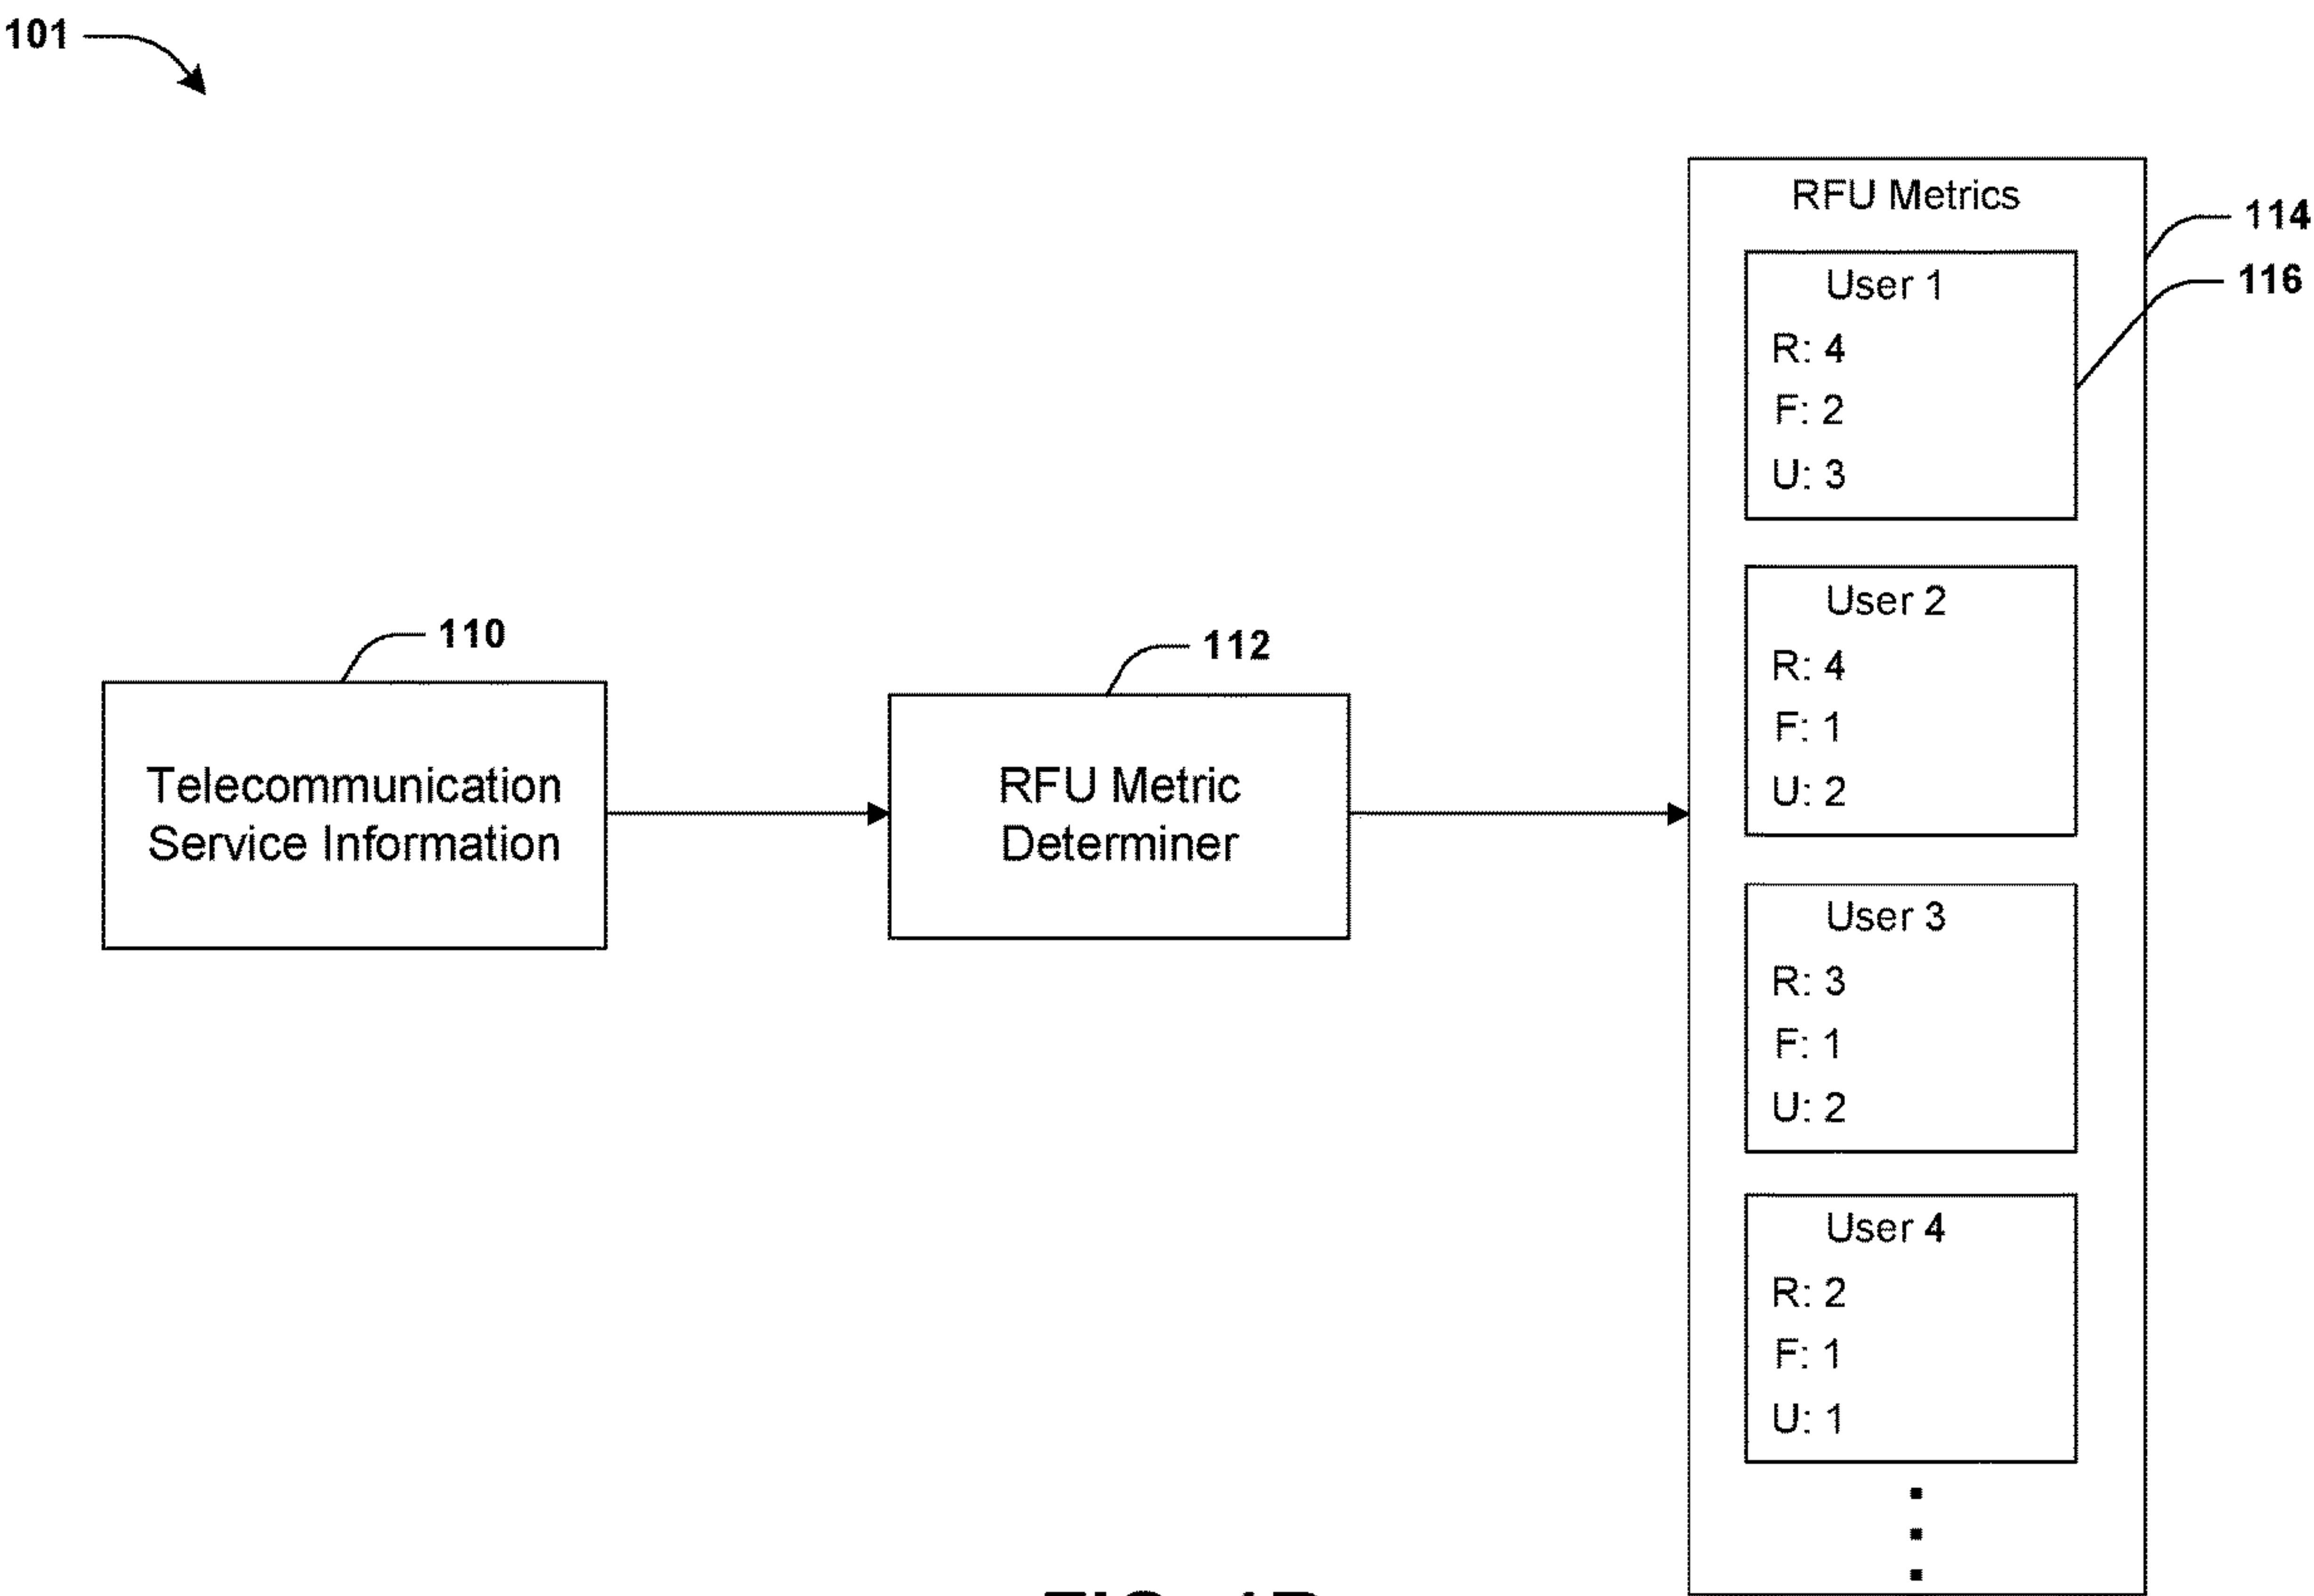 101
RFU Metrics
114
User 1
116
R: 4
F: 2
U: 3
User 2
R: 4
F: 1
U: 2
110
112
Telecommunication
Service Information
RFU Metric
Determiner
User 3
R: 3
F: 1
U: 2
User 4
R: 2
F: 1
U: 1